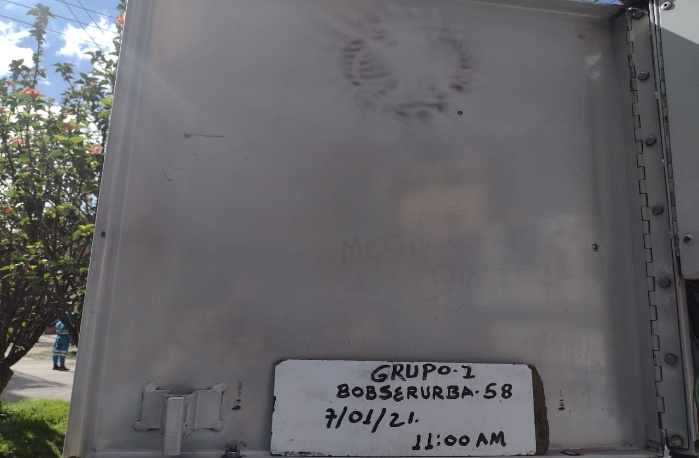 GRUPO-1
BOBSERURBA-58
7/01/21.
11:00 AM